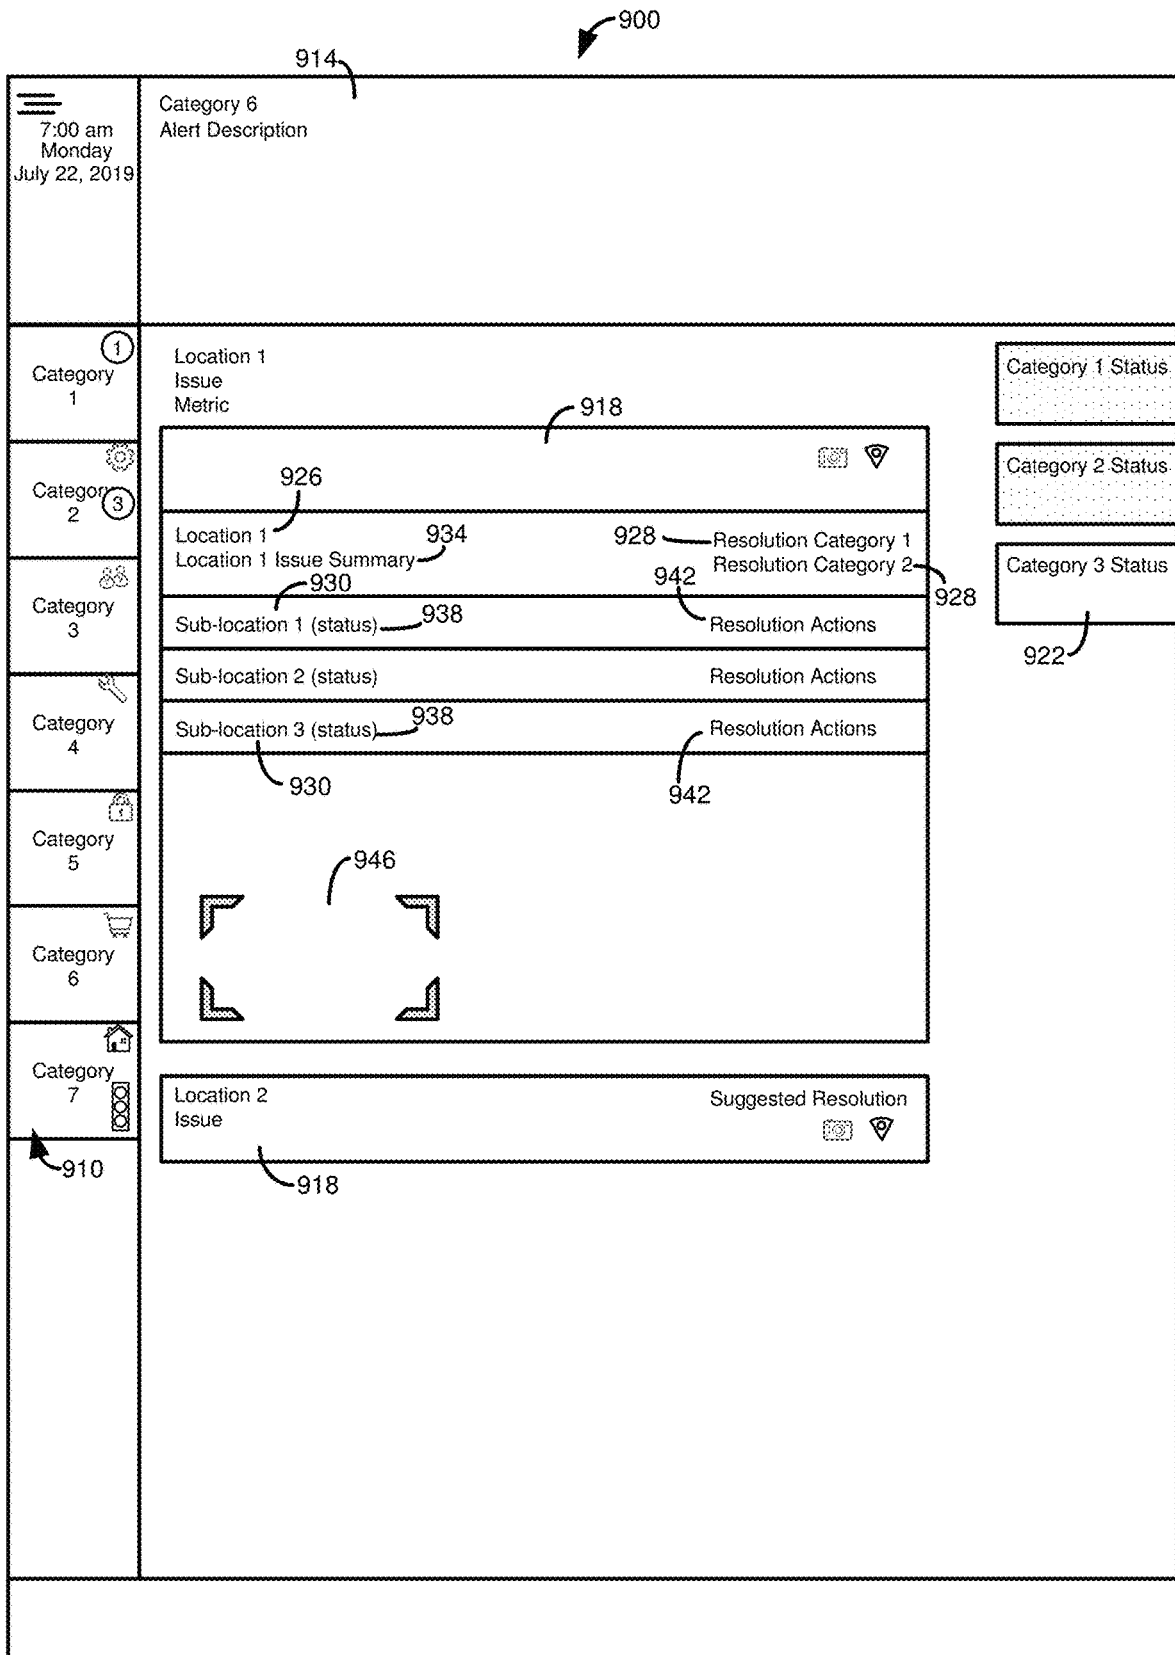 900
914
7:00 am
Monday
July 22, 2019
Category 6
Alert Description
1
Category
1
Category
2
3
Category
3
Category
4
Category
5
Category
6
Category
7
910
Location 1
Issue
Metric
918
926
Location 1
934
Location 1 Issue Summary
928
Resolution Category 1
Resolution Category 2
928
930
942
Sub-location 1 (status)
938
Resolution Actions
Sub-location 2 (status)
Resolution Actions
Sub-location 3 (status)
938
Resolution Actions
930
942
946
Location 2
Issue
Suggested Resolution
918
Category 1 Status
Category 2 Status
Category 3 Status
922